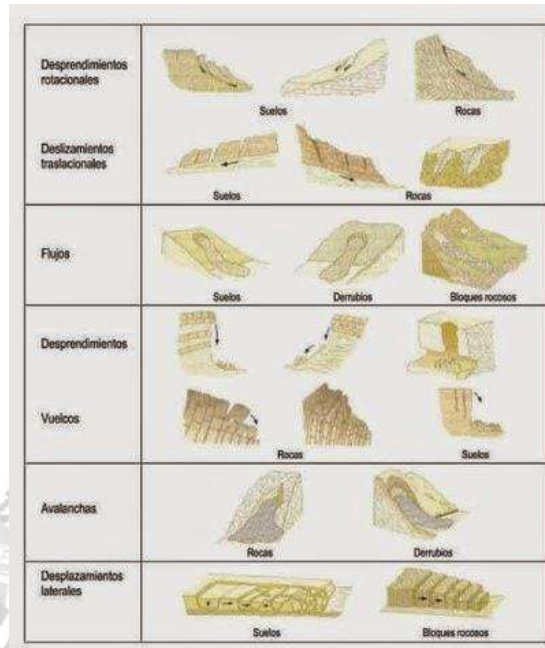 Desprendimientos
rotacionales
Suelos
Rocas
Deslizamientos
traslacionales
Suelos
Rocas
Flujos
Suelos
Derrubios
Bloques rocosos
Desprendimientos
Vuelcos
Rocas
Suelos
Avalanchas
Rocas
Derrubios
Desplazamientos
laterales
Suelos
Bloques rocosos